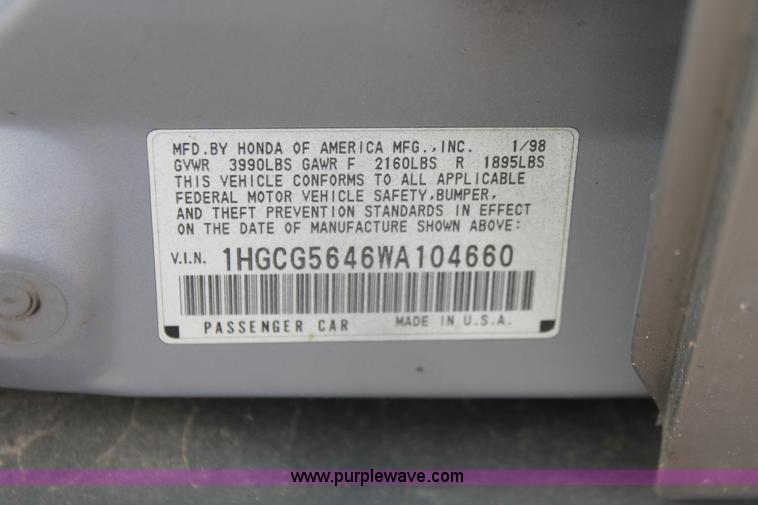 MFD.BY HONDA OF AMERICA MFG.,INC. 1/98
GVWR 3990LBS GAWR F 2160LBS R 1895LBS
THIS VEHICLE CONFORMS TO ALL APPLICABLE
FEDERAL MOTOR VEHICLE SAFETY,BUMPER,
AND THEFT PREVENTION STANDARDS IN EFFECT
ON THE DATE OF MANUFACTURE SHOWN ABOVE:
V.I.N. 1HGCG5646WA104660
PASSENGER CAR MADE IN U.S.A.
www.purplewave.com